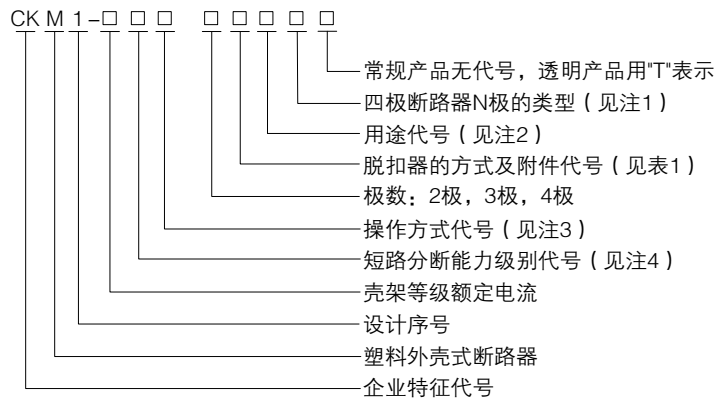 CK M 1-□ □ □ □ □ □ □ □
常规产品无代号，透明产品用"T"表示
四极断路器N极的类型（见注1）
用途代号（见注2）
脱扣器的方式及附件代号（见表1）
极数：2极，3极，4极
操作方式代号（见注3）
短路分断能力级别代号（见注4）
壳架等级额定电流
设计序号
塑料外壳式断路器
企业特征代号